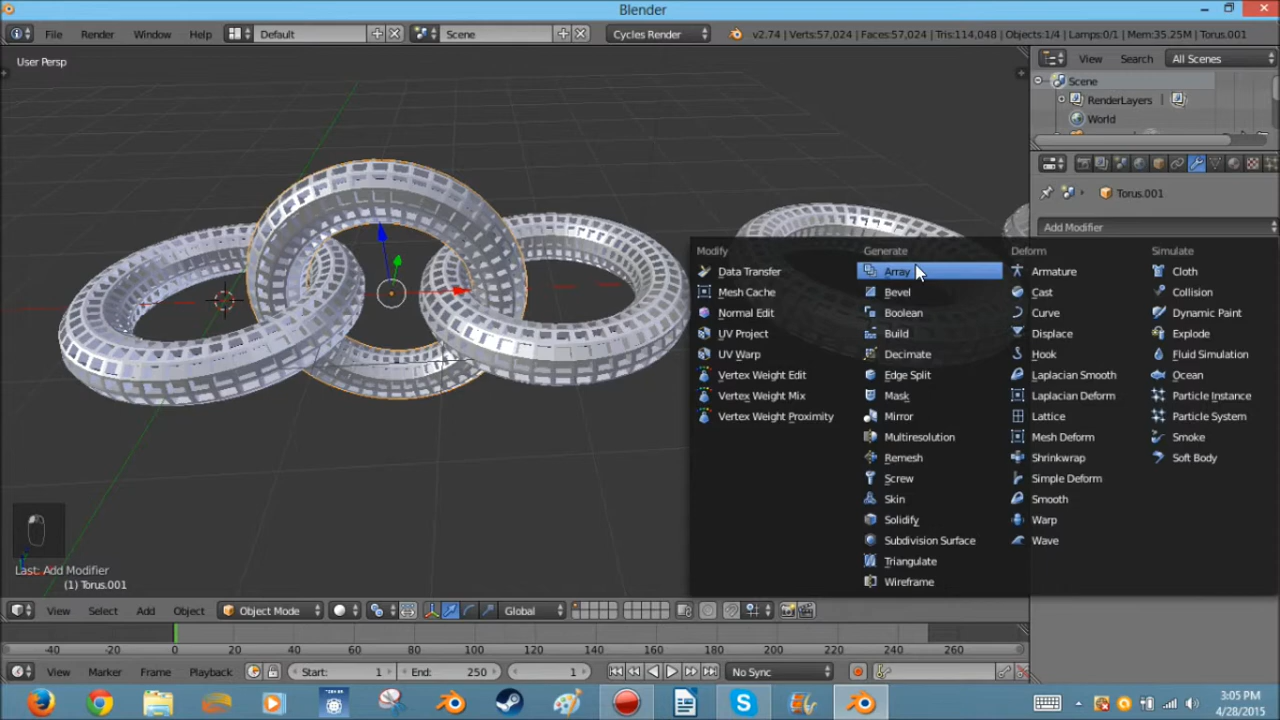 Blender
File Render Window Help Default Scene Cycles Render v2.74 | Verts:57,024 | Faces:57,024 | Tris:114,048 | Objects:1/4 | Lamps:0/1 | Mem:35.25M | Torus.001
User Persp
View Search All Scenes
Scene
RenderLayers
World
Torus.001
Add Modifier
Modify Generate Deform Simulate
Data Transfer Array Armature Cloth
Mesh Cache Bevel Cast Collision
Normal Edit Boolean Curve Dynamic Paint
UV Project Build Displace Explode
UV Warp Decimate Hook Fluid Simulation
Vertex Weight Edit Edge Split Laplacian Smooth Ocean
Vertex Weight Mix Mask Laplacian Deform Particle Instance
Vertex Weight Proximity Mirror Lattice Particle System
Multiresolution Mesh Deform Smoke
Remesh Shrinkwrap Soft Body
Screw Simple Deform
Skin Smooth
Solidify Warp
Subdivision Surface Wave
Triangulate
Wireframe
Last: Add Modifier
(1) Torus.001
View Select Add Object Object Mode Global
-40 -20 0 20 40 60 80 100 120 140 160 180 200 220 240 260
View Marker Frame Playback Start: 1 End: 250 1 No Sync
3:05 PM
4/28/2015